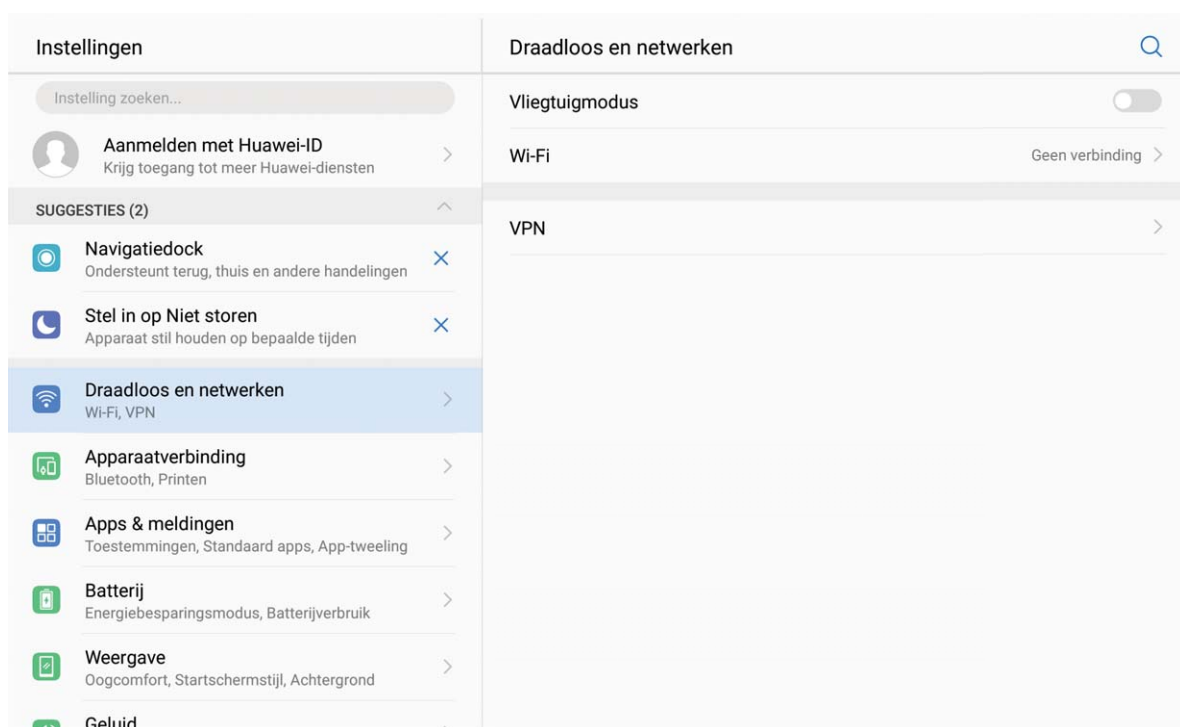 Instellingen
Instelling zoeken...
Aanmelden met Huawei-ID
Krijg toegang tot meer Huawei-diensten
SUGGESTIES (2)
Navigatiedock
Ondersteunt terug, thuis en andere handelingen
Stel in op Niet storen
Apparaat stil houden op bepaalde tijden
Draadloos en netwerken
Wi-Fi, VPN
Apparaatverbinding
Bluetooth, Printen
Apps & meldingen
Toestemmingen, Standaard apps, App-tweeling
Batterij
Energiebesparingsmodus, Batterijverbruik
Weergave
Oogcomfort, Startschermstijl, Achtergrond
Geluid
Draadloos en netwerken
Vliegtuigmodus
Wi-Fi Geen verbinding
VPN